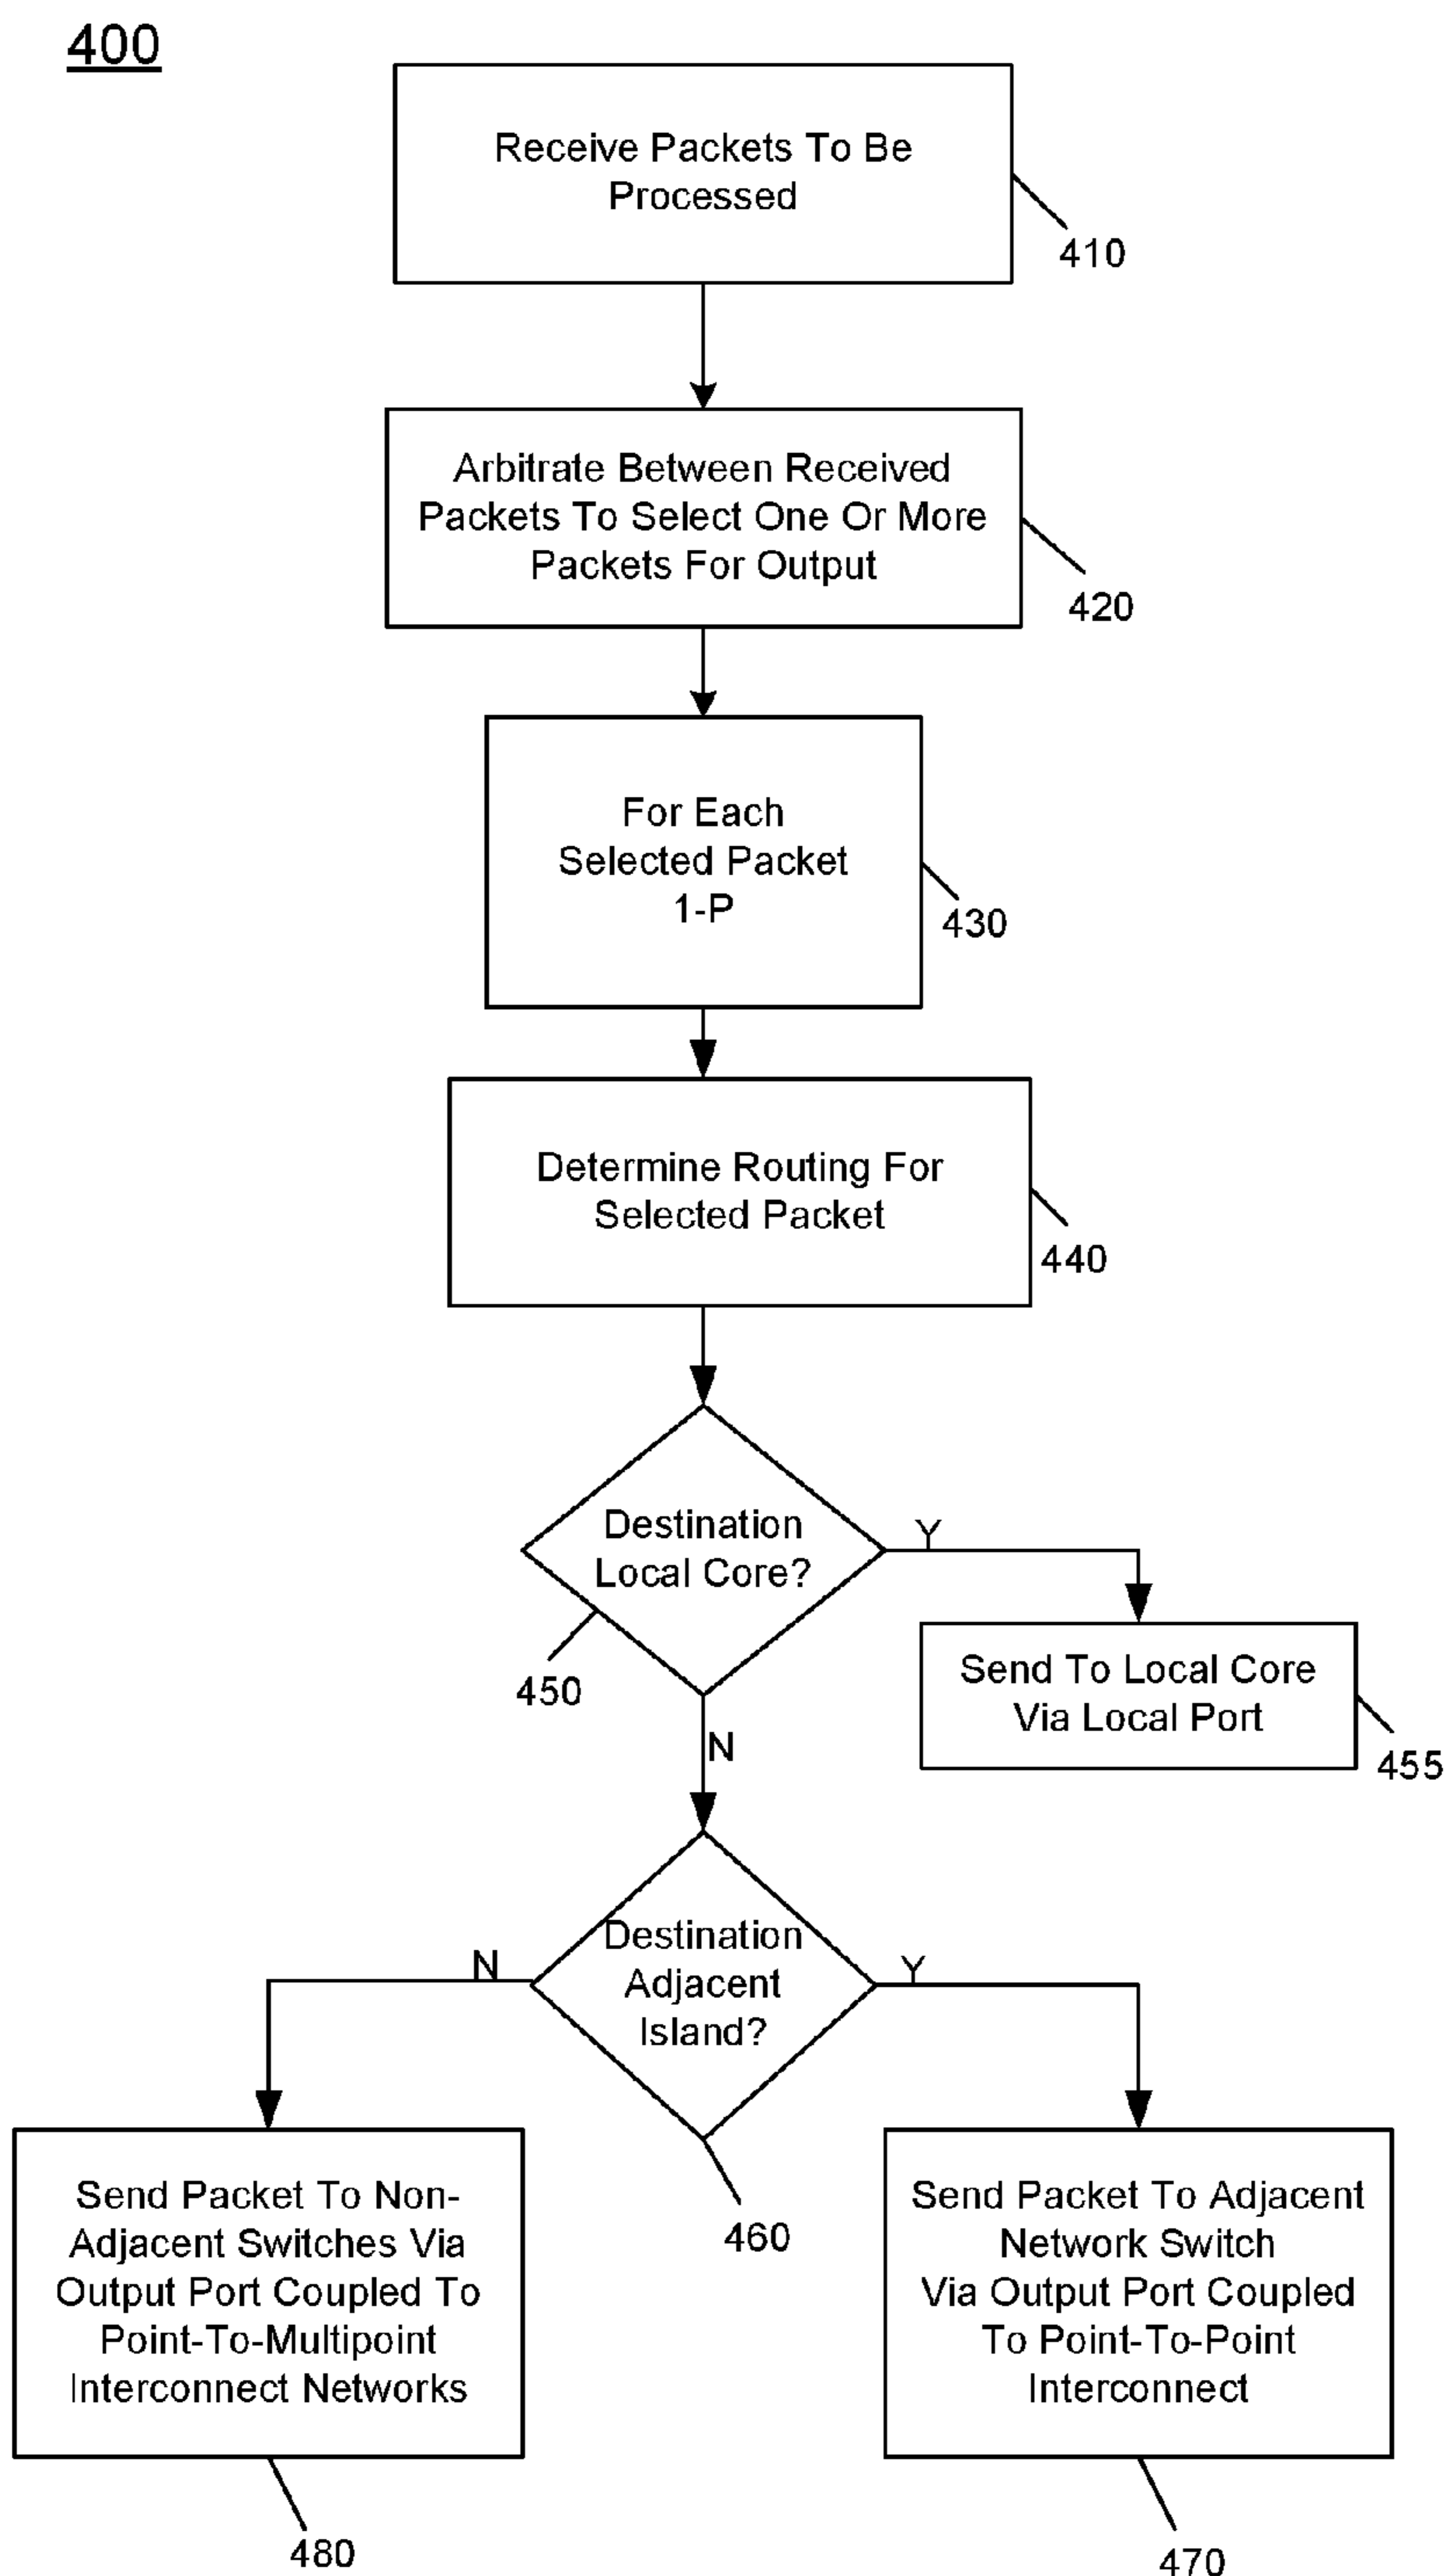 400
Receive Packets To Be
Processed
410
Arbitrate Between Received
Packets To Select One Or More
Packets For Output
420
For Each
Selected Packet
1-P
430
Determine Routing For
Selected Packet
440
Destination
Local Core?
Y
450
Send To Local Core
Via Local Port
455
N
Destination
Adjacent
Island?
N
Y
460
Send Packet To Non-
Adjacent Switches Via
Output Port Coupled To
Point-To-Multipoint
Interconnect Networks
480
Send Packet To Adjacent
Network Switch
Via Output Port Coupled
To Point-To-Point
Interconnect
470